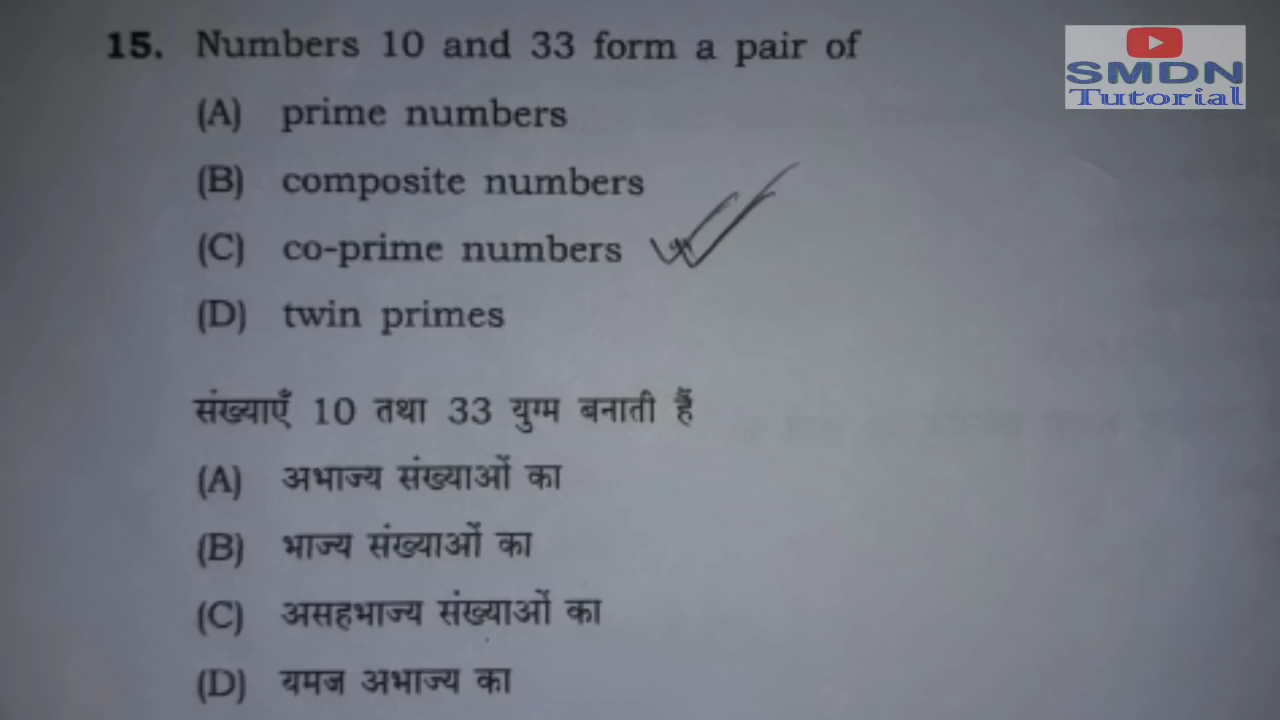 15. Numbers 10 and 33 form a pair of
(A) prime numbers
(B) composite numbers
(C) co-prime numbers
(D) twin primes
संख्याएँ 10 तथा 33 युग्म बनाती हैं
(A) अभाज्य संख्याओं का
(B) भाज्य संख्याओं का
(C) असहभाज्य संख्याओं का
(D) यमज अभाज्य का
SMDN
Tutorial